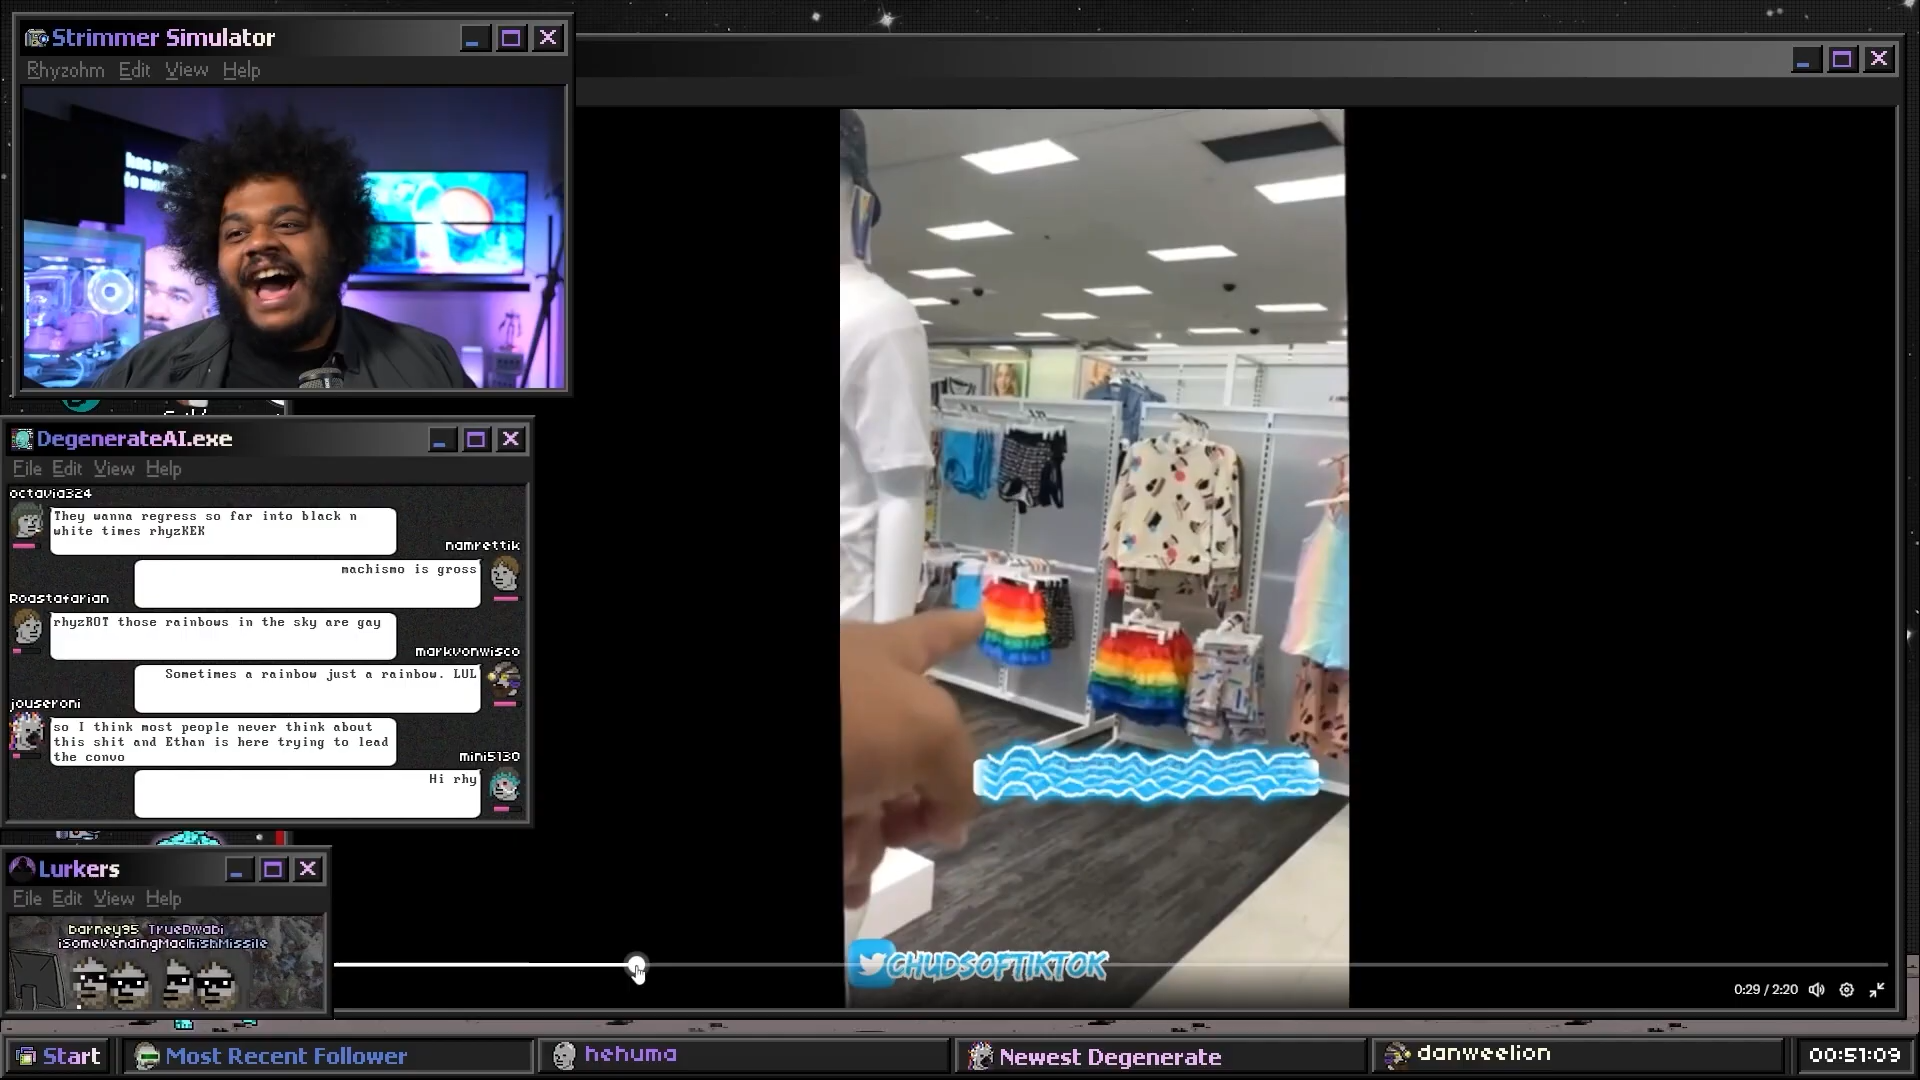 Strimmer Simulator
Rhyzohm Edit View Help
DegenerateAI.exe
File Edit View Help
octavia324
They wanna regress so far into black n
white times rhyzKEK
namrettik
machismo is gross
Roastafarian
rhyzROT those rainbows in the sky are gay
markvonwisco
Sometimes a rainbow just a rainbow. LUL
jouseroni
so I think most people never think about
this shit and Ethan is here trying to lead
the convo
mini5130
Hi rhy
Lurkers
File Edit View Help
barney95 TrueDwabi
FishMissile
CHUDSOFTIKTOK
0:29 / 2:20
Start
Most Recent Follower
hehuma
Newest Degenerate
danweelion
00:51:09